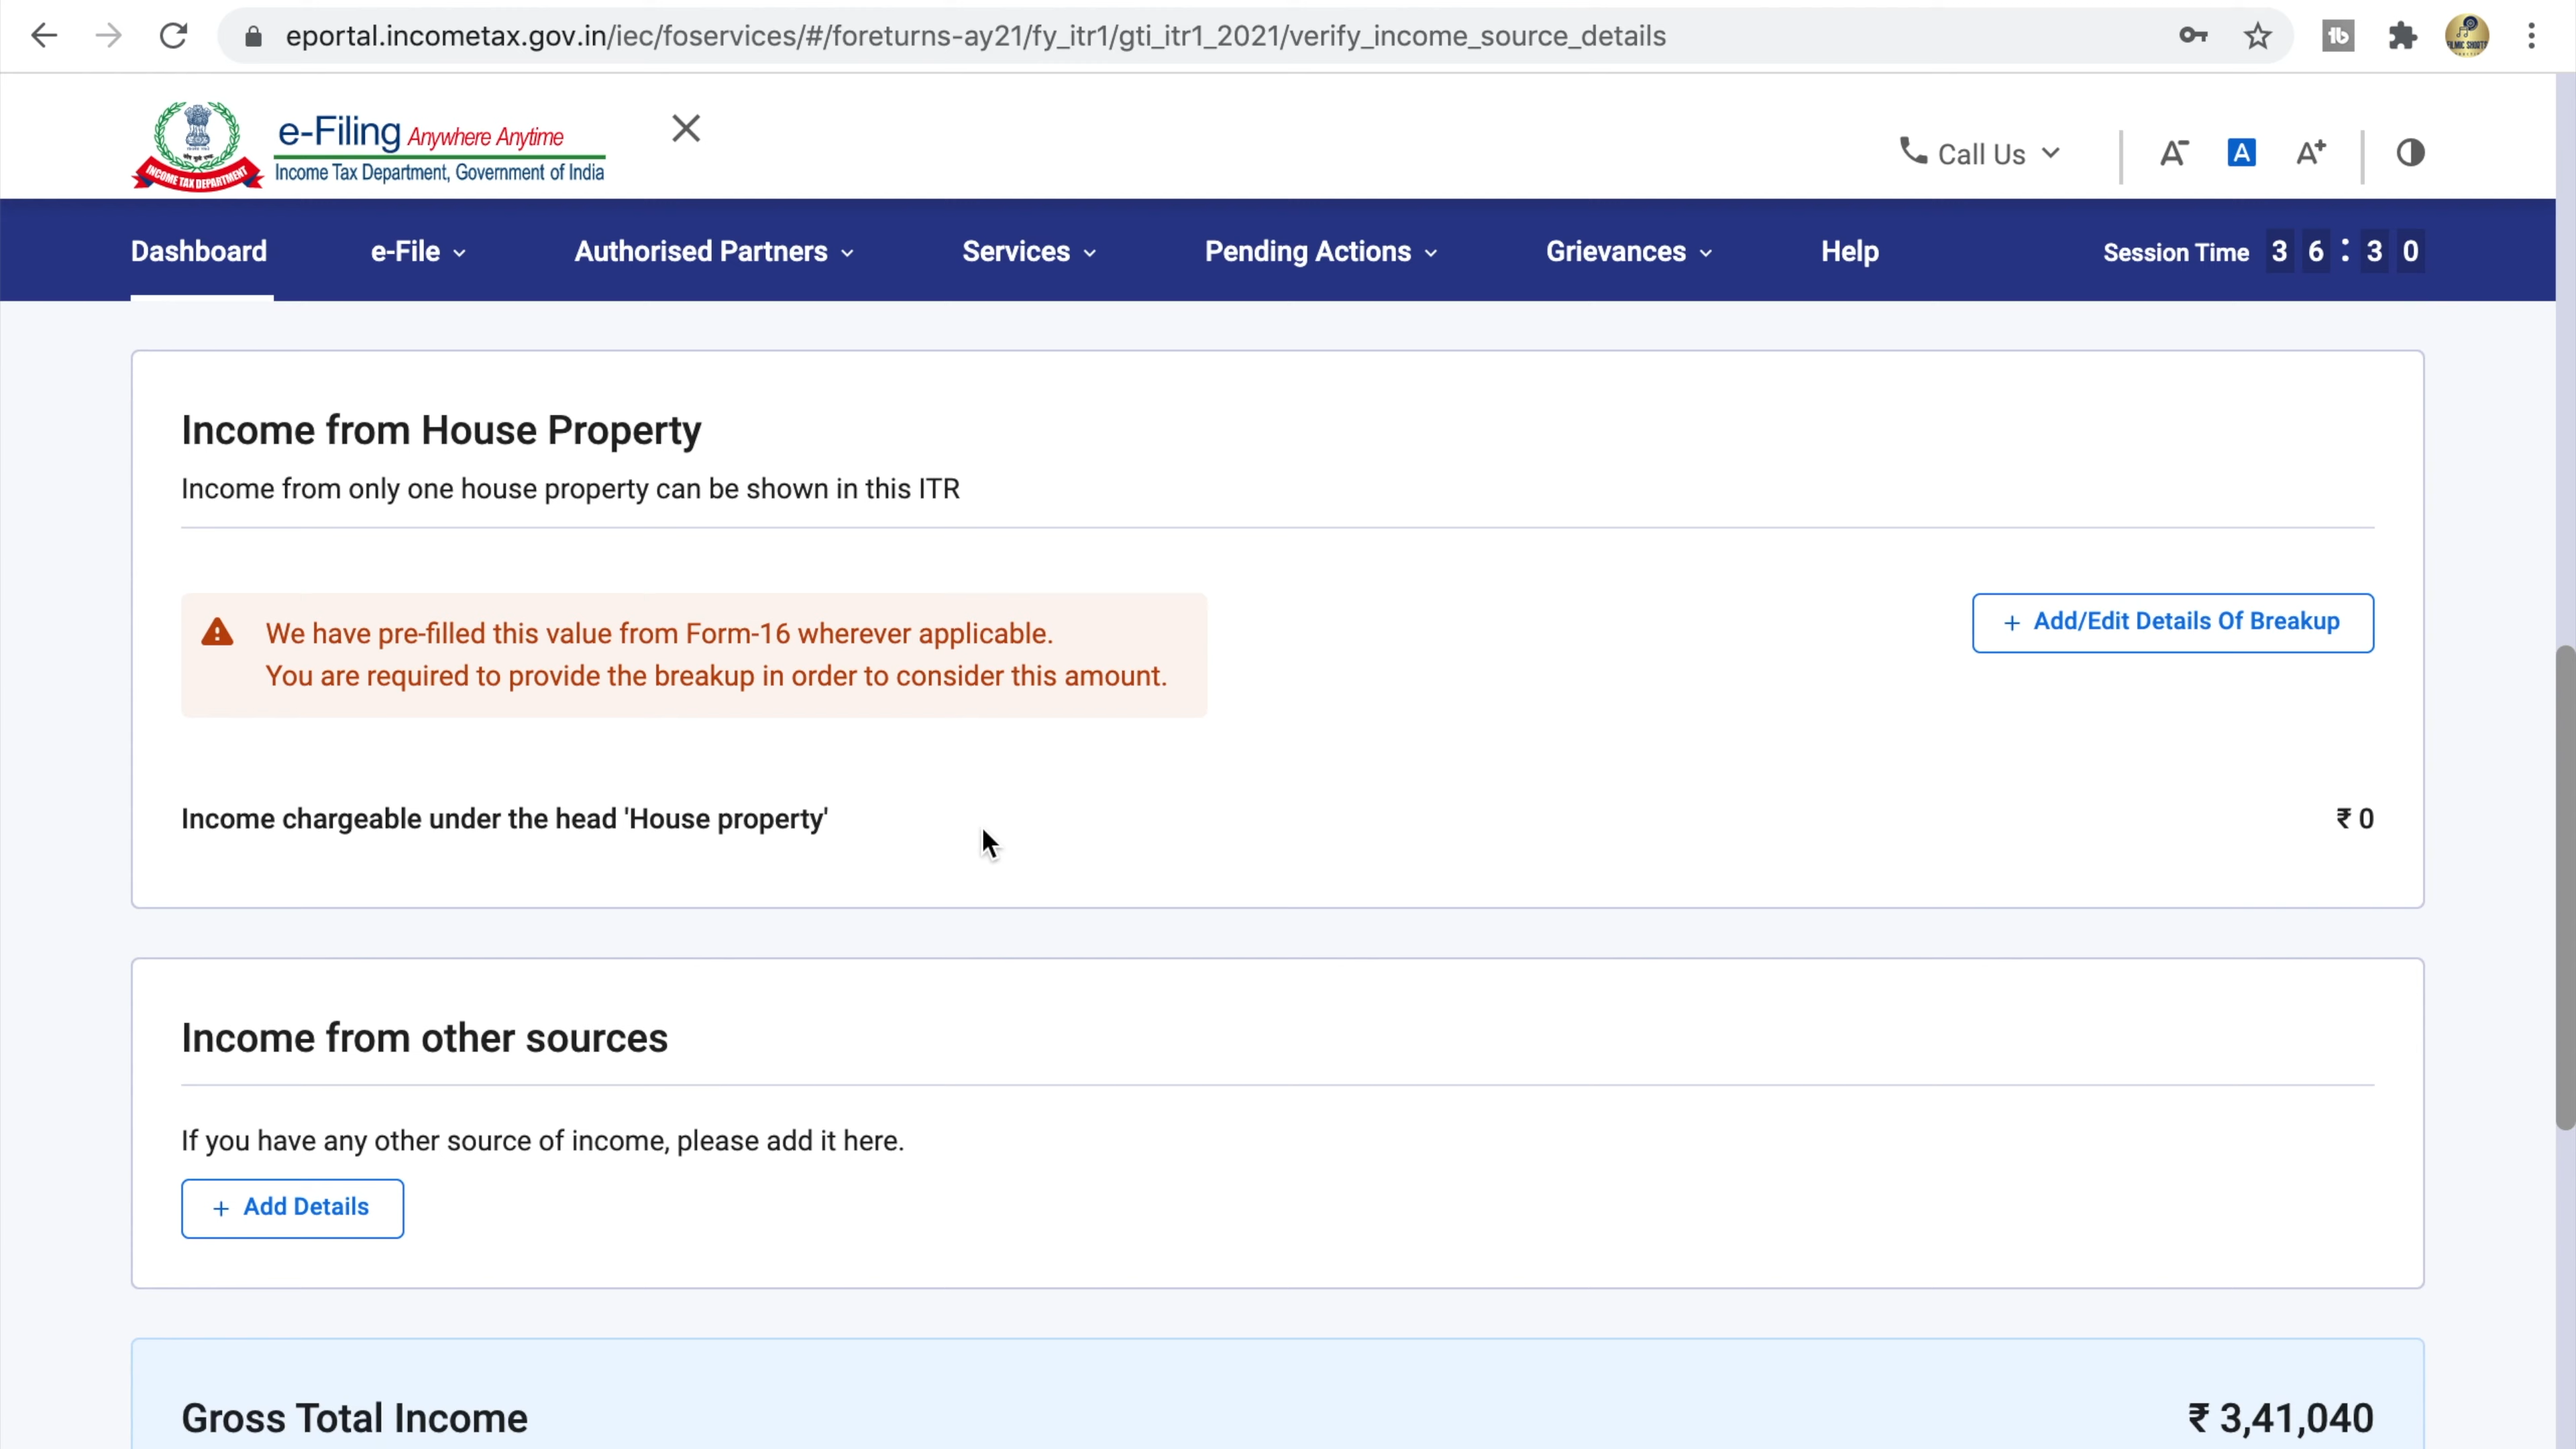 eportal.incometax.gov.in/iec/foservices/#/foreturns-ay21/fy_itr1/gti_itr1_2021/verify_income_source_details
e-Filing Anywhere Anytime
Income Tax Department, Government of India
INCOME TAX DEPARTMENT
Call Us
A- A A+
Dashboard e-File Authorised Partners Services Pending Actions Grievances Help Session Time 36:30
Income from House Property
Income from only one house property can be shown in this ITR
We have pre-filled this value from Form-16 wherever applicable.
You are required to provide the breakup in order to consider this amount.
+ Add/Edit Details Of Breakup
Income chargeable under the head 'House property' ₹ 0
Income from other sources
If you have any other source of income, please add it here.
+ Add Details
Gross Total Income ₹ 3,41,040